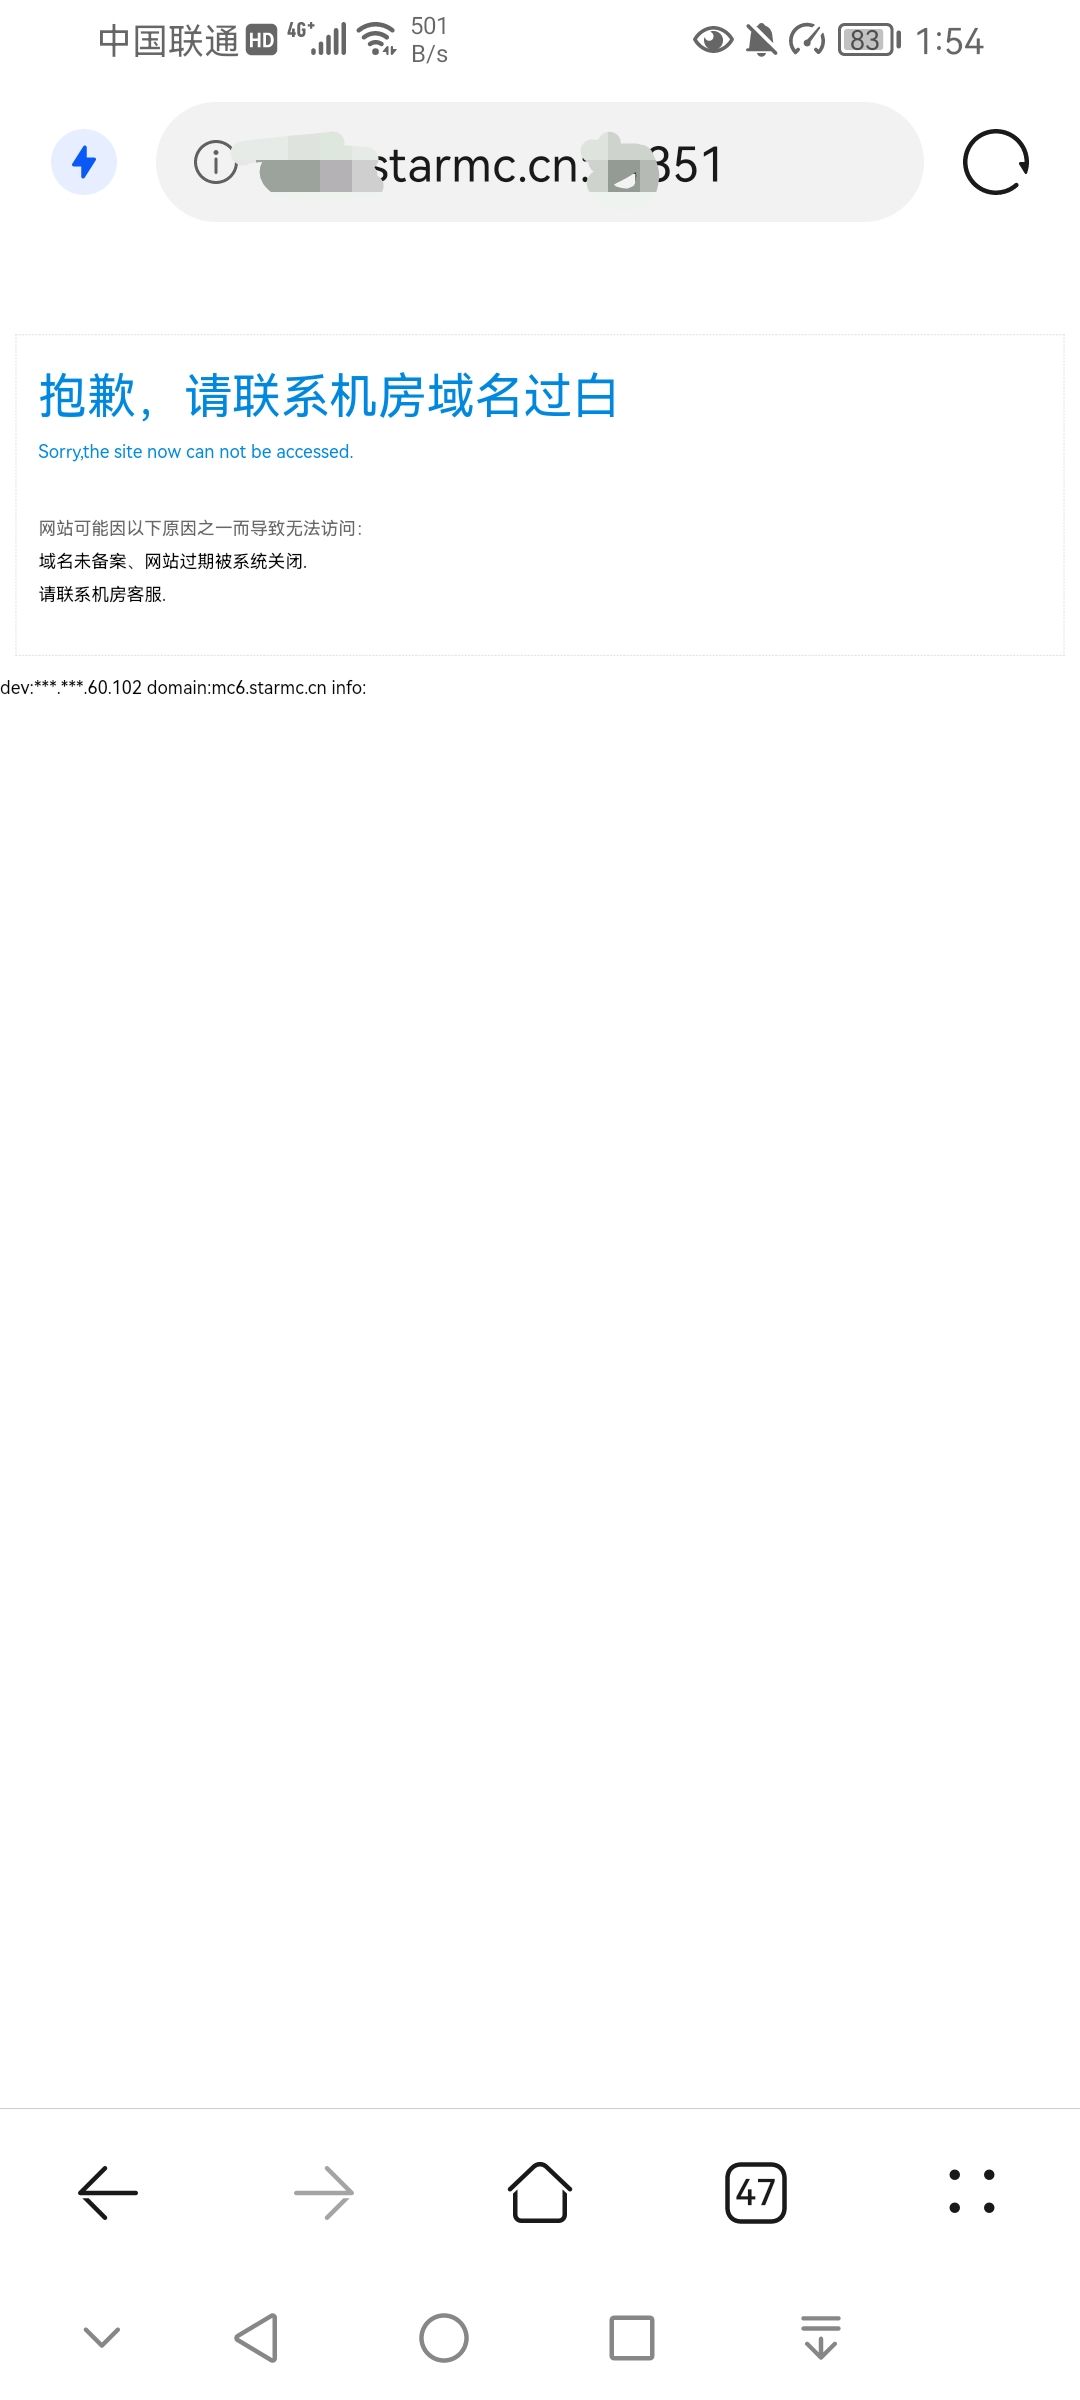 中国联通 HD 4G+ 501 B/s 83 1:54
starmc.cn: 351
抱歉，请联系机房域名过白
Sorry,the site now can not be accessed.
网站可能因以下原因之一而导致无法访问：
域名未备案、网站过期被系统关闭.
请联系机房客服.
dev:***.***.60.102 domain:mc6.starmc.cn info:
47